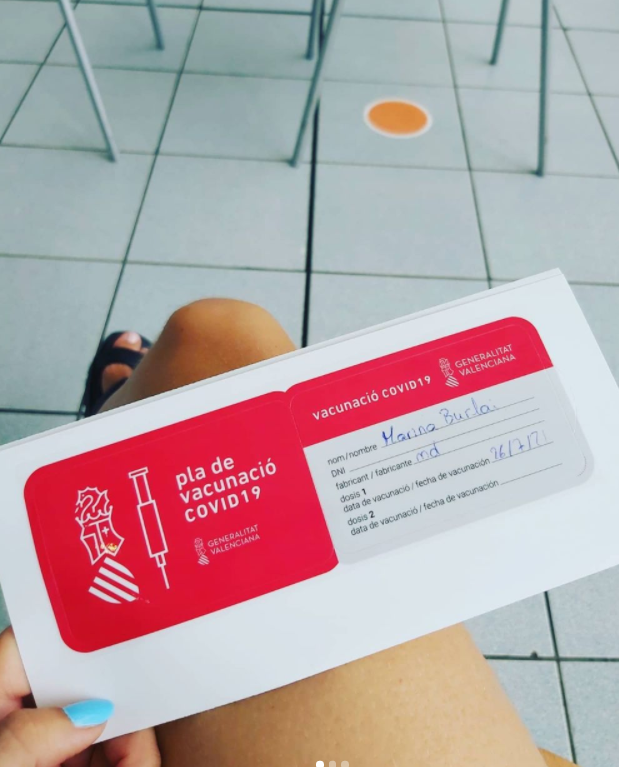 pla de
vacunació
COVID19
GENERALITAT
VALENCIANA
vacunació COVID19
GENERALITAT
VALENCIANA
nom/nombre Marina Burlai
DNI
fabricant / fabricante md
dosis 1
data de vacunació / fecha de vacunación 26/7/21
dosis 2
data de vacunació / fecha de vacunación